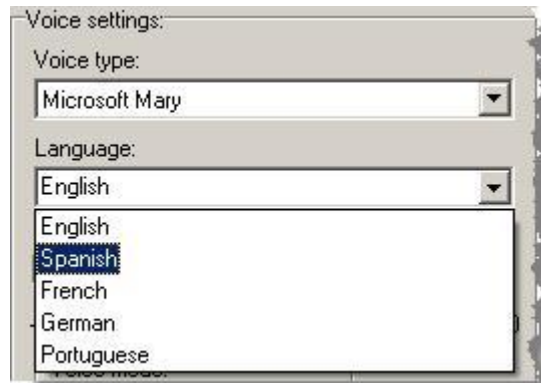 Voice settings:
Voice type:
Microsoft Mary
Language:
English
English
Spanish
French
German
Portuguese